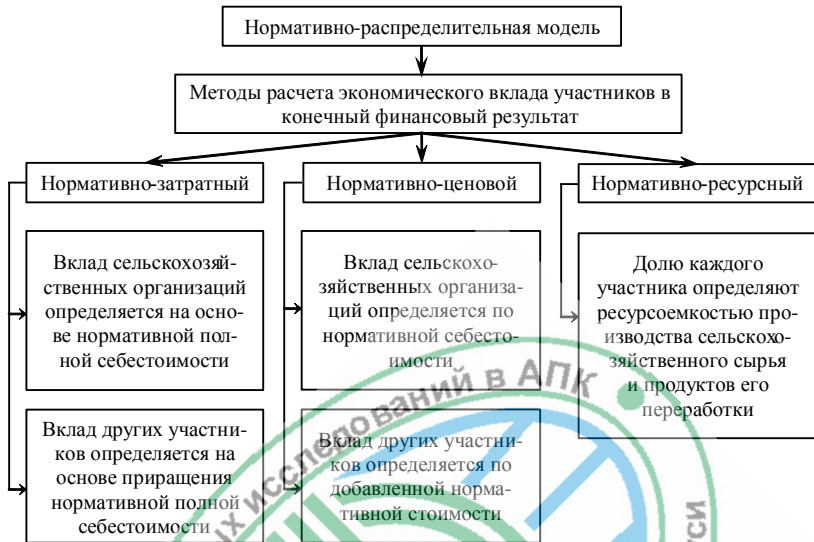 Нормативно-распределительная модель
Методы расчета экономического вклада участников в
конечный финансовый результат
Нормативно-затратный
Нормативно-ценовой
Нормативно-ресурсный
Вклад сельскохозяй-
ственных организаций
определяется на осно-
ве нормативной пол-
ной себестоимости
Вклад сельскохо-
зяйственных организа-
ций определяется по
нормативной себесто-
имости
Долю каждого
участника определяют
ресурсоемкостью про-
изводства сельскохо-
зяйственного сырья
и продуктов его
переработки
Вклад других участни-
ков определяется на
основе приращения
нормативной полной
себестоимости
Вклад других участни-
ков определяется по
добавленной норма-
тивной стоимости
исследований в АПК